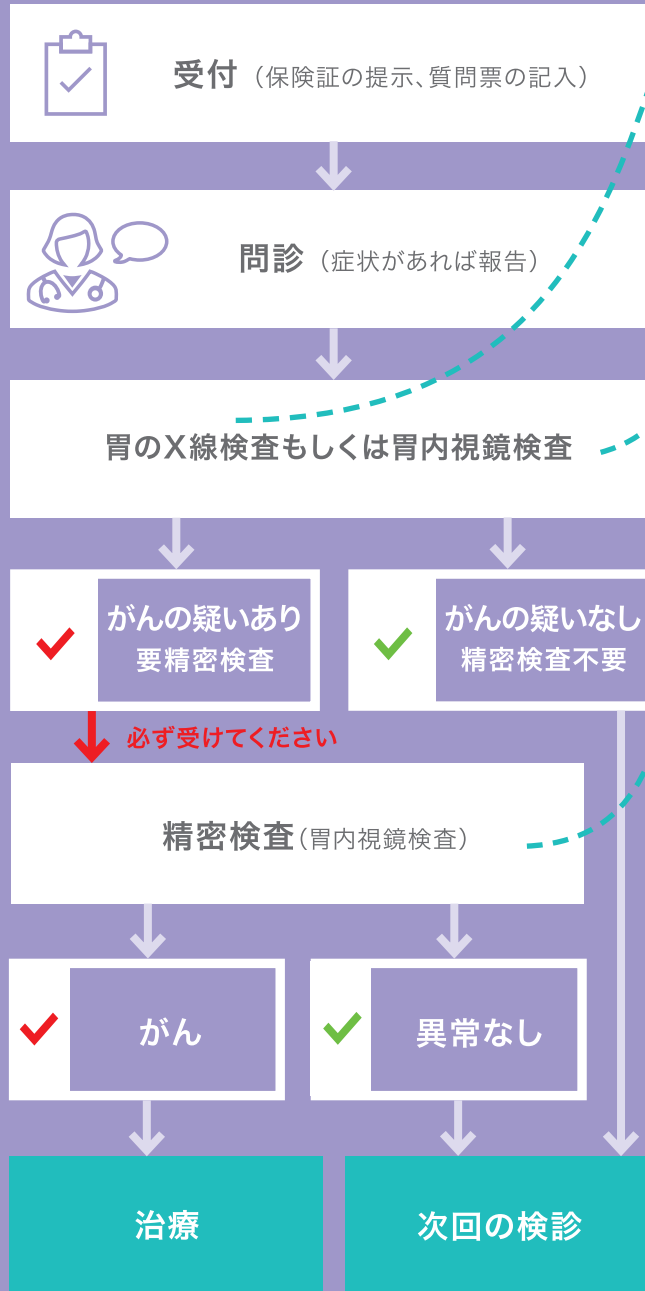 受付（保険証の提示、質問票の記入）
問診（症状があれば報告）
胃のX線検査もしくは胃内視鏡検査
がんの疑いあり
要精密検査
がんの疑いなし
精密検査不要
必ず受けてください
精密検査（胃内視鏡検査）
がん
異常なし
治療
次回の検診